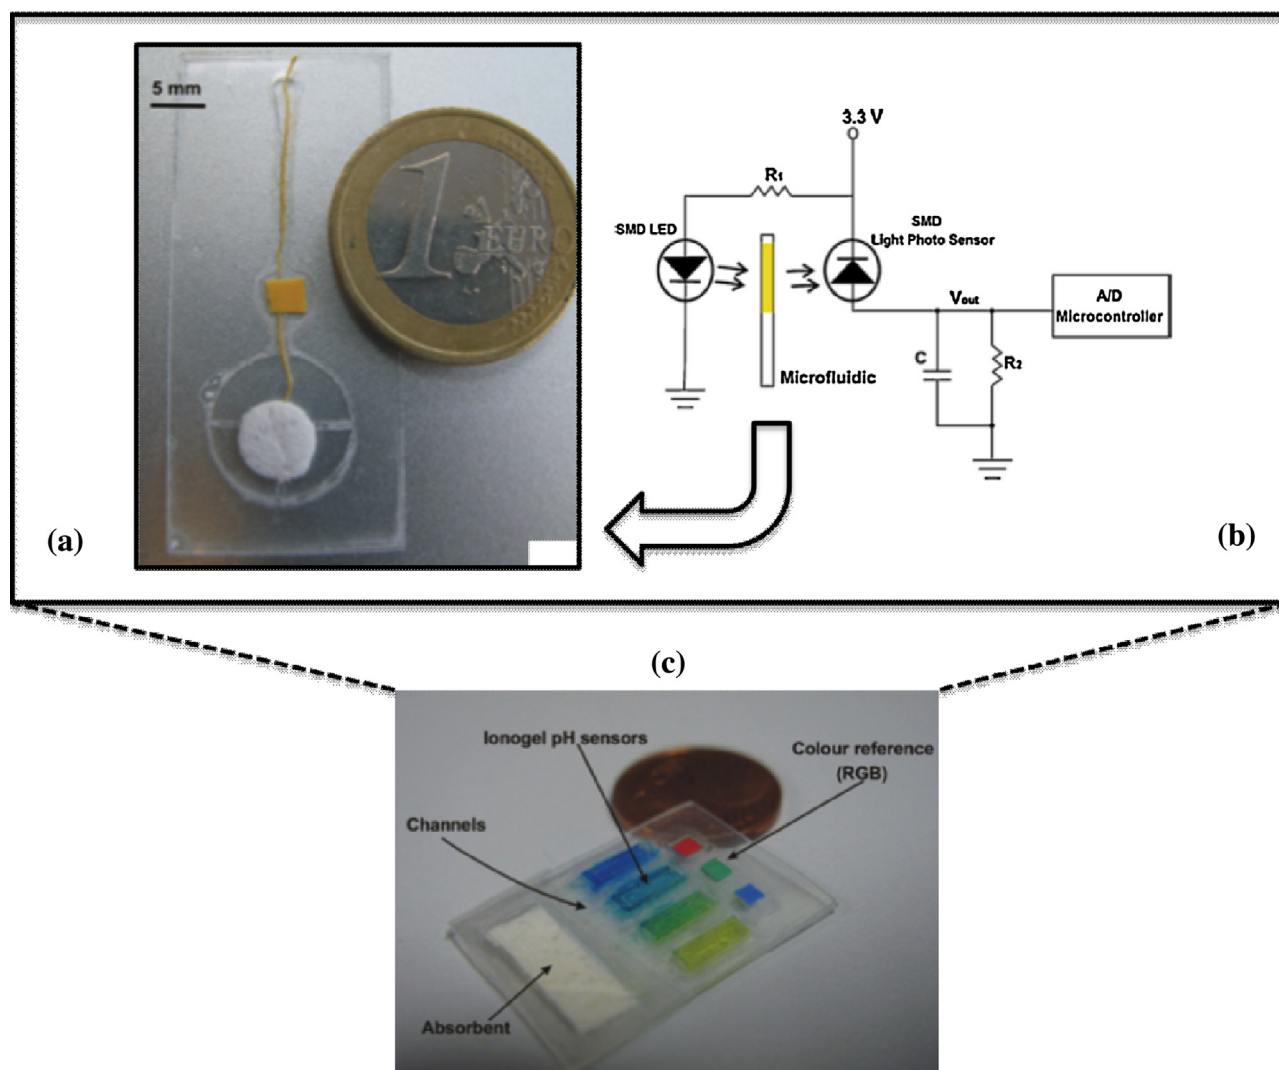 5 mm
1
EURO
(a)
3.3 V
R1
SMD LED
SMD
Light Photo Sensor
Vout
A/D
Microcontroller
C
R2
Microfluidic
(b)
(c)
Ionogel pH sensors
Colour reference
(RGB)
Channels
Absorbent